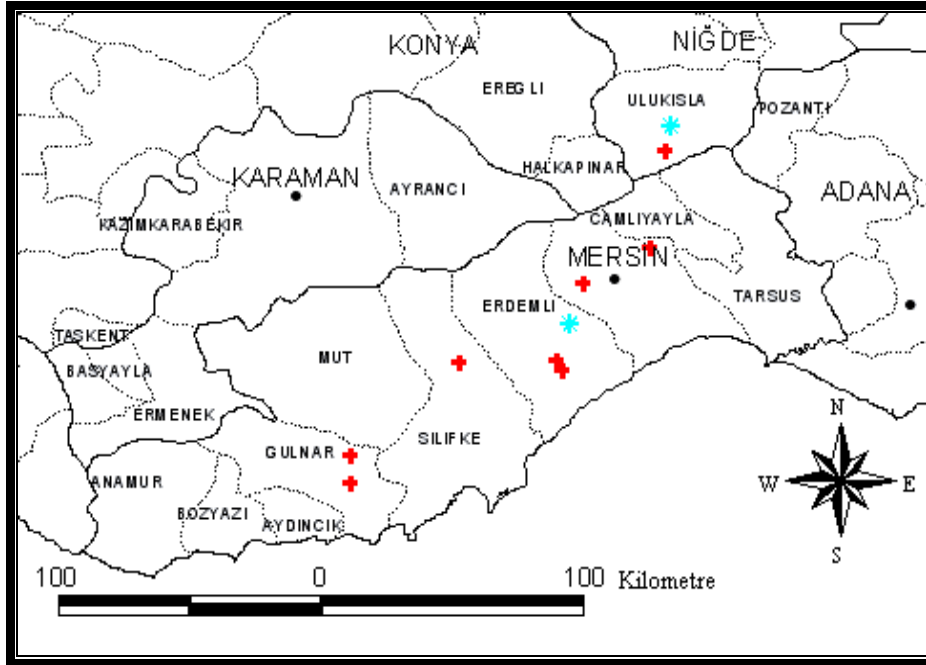 KONYA
NİĞDE
EREGLI
ULUKISLA
POZANTI
HALKAPINAR
KARAMAN
AYRANCI
ADANA
KAZIMKARABEKIR
CAMLIYAYLA
MERSİN
TARSUS
ERDEMLI
TASKENT
MUT
BASYAYLA
ERMENEK
SILIFKE
GULNAR
ANAMUR
BOZYAZI
AYDINCIK
N
W
E
S
100 0 100 Kilometre